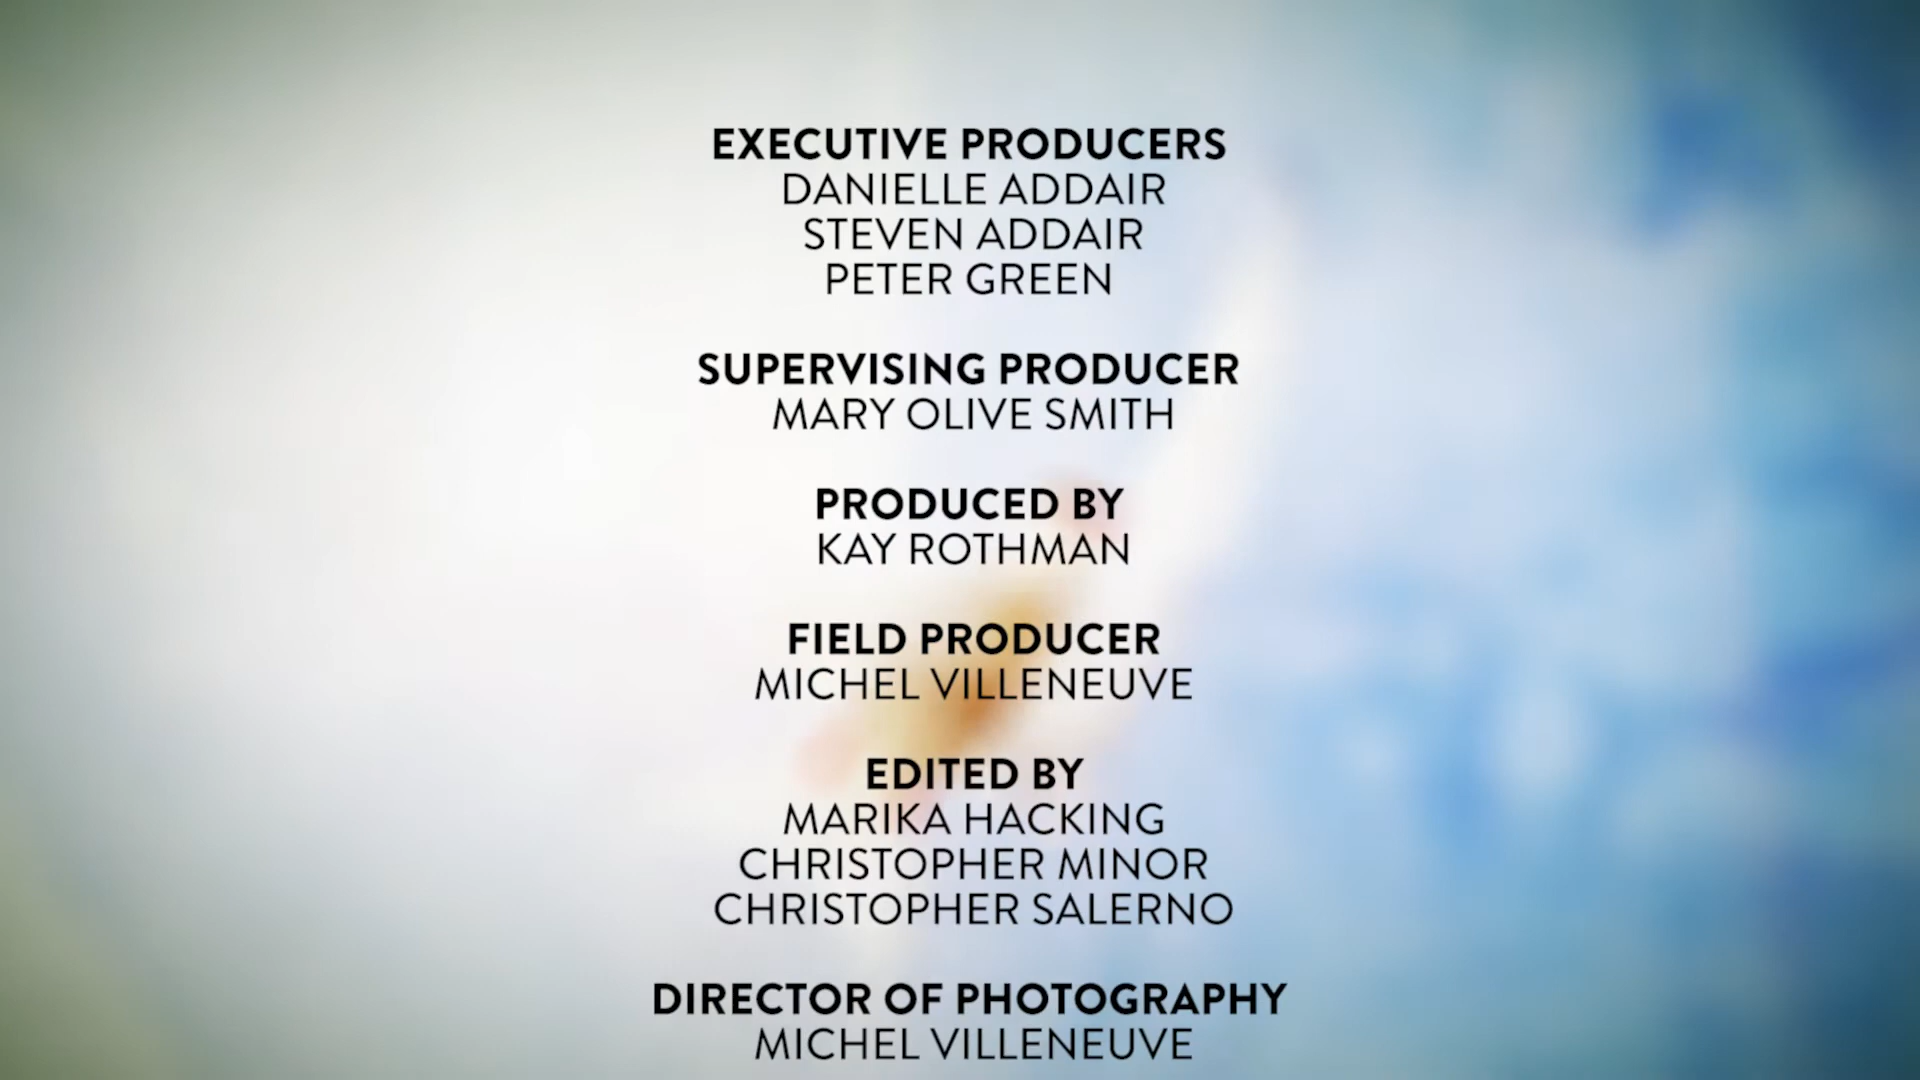 EXECUTIVE PRODUCERS
DANIELLE ADDAIR
STEVEN ADDAIR
PETER GREEN
SUPERVISING PRODUCER
MARY OLIVE SMITH
PRODUCED BY
KAY ROTHMAN
FIELD PRODUCER
MICHEL VILLENEUVE
EDITED BY
MARIKA HACKING
CHRISTOPHER MINOR
CHRISTOPHER SALERNO
DIRECTOR OF PHOTOGRAPHY
MICHEL VILLENEUVE